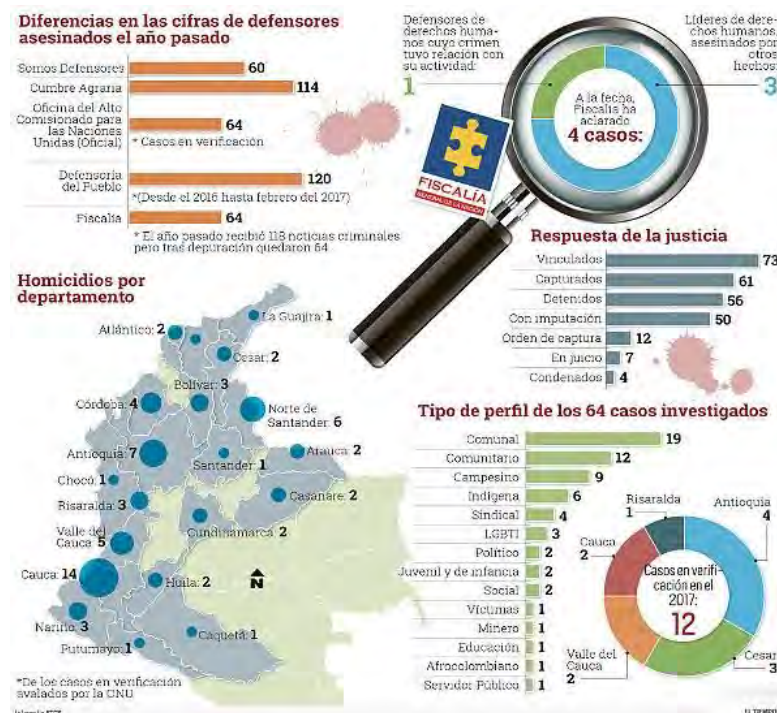 Diferencias en las cifras de defensores
asesinados el año pasado
Somos Defensores
60
Cumbre Agraria
114
Oficina del Alto
Comisionado para
las Naciones
Unidas (Oficial)
64
* Casos en verificación
Defensoría
del Pueblo
120
*(Desde el 2016 hasta febrero del 2017)
Fiscalía
64
* El año pasado recibió 118 noticias criminales
pero tras depuración quedaron 64
Defensores de
derechos huma-
nos cuyo crimen
tuvo relación con
su actividad:
1
Líderes de dere-
chos humanos,
asesinados por
otros
hechos:
3
A la fecha,
Fiscalía ha
aclarado
4 casos:
FISCALÍA
GENERAL DE LA NACIÓN
Respuesta de la justicia
Vinculados 73
Capturados 61
Detenidos 56
Con imputación 50
Orden de captura 12
En juicio 7
Condenados 4
Homicidios por
departamento
La Guajira: 1
Atlántico: 2
Cesar: 2
Bolívar: 3
Córdoba: 4
Norte de
Santander: 6
Antioquia: 7
Santander: 1
Arauca: 2
Chocó: 1
Casanare: 2
Risaralda: 3
Cundinamarca: 2
Valle del
Cauca: 5
Cauca: 14
Huila: 2
N
Nariño: 3
Caquetá: 1
Putumayo: 1
*De los casos en verificación
avalados por la ONU
Tipo de perfil de los 64 casos investigados
Comunal 19
Comunitario 12
Campesino 9
Indígena 6
Sindical 4
LGBTI 3
Político 2
Juvenil y de infancia 2
Social 2
Víctimas 1
Minero 1
Educación 1
Afrocolombiano 1
Servidor Público 1
Risaralda
1
Antioquia
4
Cauca
2
Casos en verifi-
cación en el
2017:
12
Valle del
Cauca
2
Cesar
3
EL TIEMPO